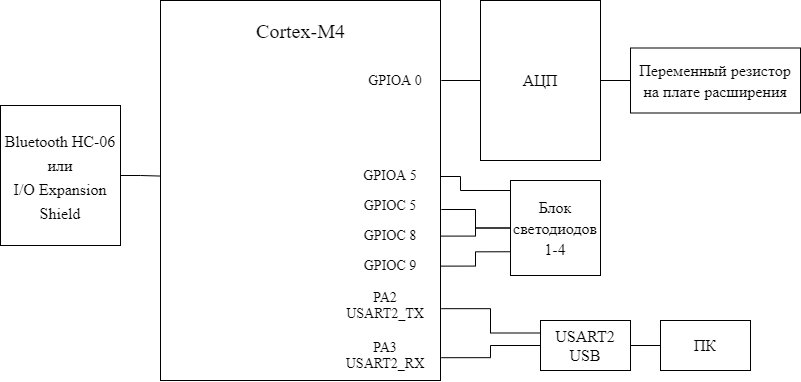 Cortex-M4
GPIOA 0
АЦП
Переменный резистор
на плате расширения
Bluetooth HC-06
или
I/O Expansion
Shield
GPIOA 5
GPIOC 5
GPIOC 8
GPIOC 9
Блок
светодиодов
1-4
PA2
USART2_TX
PA3
USART2_RX
USART2
USB
ПК